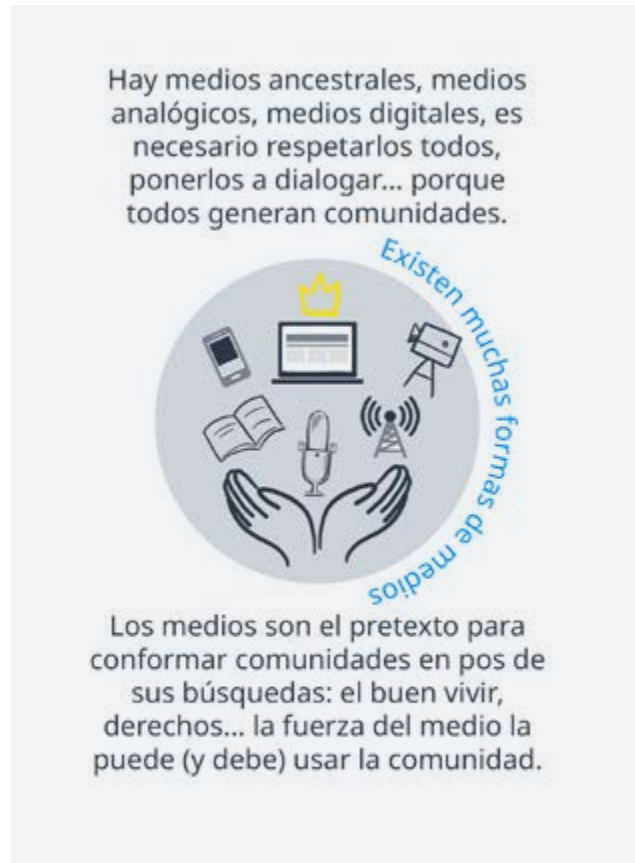 Hay medios ancestrales, medios
analógicos, medios digitales, es
necesario respetarlos todos,
ponerlos a dialogar... porque
todos generan comunidades.
Existen muchas formas de medios
Los medios son el pretexto para
conformar comunidades en pos de
sus búsquedas: el buen vivir,
derechos... la fuerza del medio la
puede (y debe) usar la comunidad.